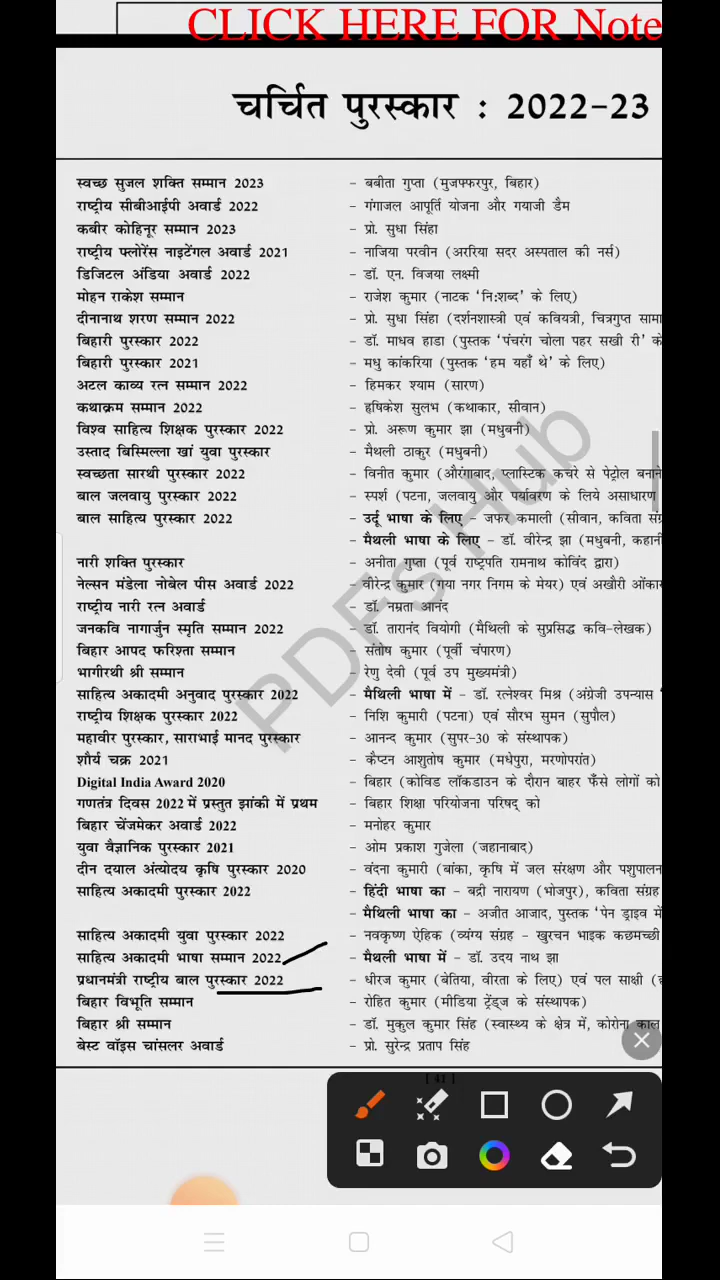 CLICK HERE FOR Note
चर्चित पुरस्कार : 2022-23
स्वच्छ सुजल शक्ति सम्मान 2023 - बबीता गुप्ता (मुजफ्फरपुर, बिहार)
राष्ट्रीय सीबीआईपी अवार्ड 2022 - गंगाजल आपूर्ति योजना और गयाजी डैम
कबीर कोहिनूर सम्मान 2023 - प्रो. सुधा सिंहा
राष्ट्रीय फ्लोरेंस नाइटेंगल अवार्ड 2021 - नाजिया परवीन (अररिया सदर अस्पताल की नर्स)
डिजिटल अंडिया अवार्ड 2022 - डॉ. एन. विजया लक्ष्मी
मोहन राकेश सम्मान - राजेश कुमार (नाटक 'नि:शब्द' के लिए)
दीनानाथ शरण सम्मान 2022 - प्रो. सुधा सिंहा (दर्शनशास्त्री एवं कवियत्री, चित्रगुप्त सामा
बिहारी पुरस्कार 2022 - डॉ. माधव हाडा (पुस्तक 'पंचरंग चोला पहर सखी री' के
बिहारी पुरस्कार 2021 - मधु कांकरिया (पुस्तक 'हम यहाँ थे' के लिए)
अटल काव्य रत्न सम्मान 2022 - हिमकर श्याम (सारण)
कथाक्रम सम्मान 2022 - हृषिकेश सुलभ (कथाकार, सीवान)
विश्व साहित्य शिक्षक पुरस्कार 2022 - प्रो. अरूण कुमार झा (मधुबनी)
उस्ताद बिस्मिल्ला खां युवा पुरस्कार - मैथली ठाकुर (मधुबनी)
स्वच्छता सारथी पुरस्कार 2022 - विनीत कुमार (औरंगाबाद, प्लास्टिक कचरे से पेट्रोल बनाने
बाल जलवायु पुरस्कार 2022 - स्पर्श (पटना, जलवायु और पर्यावरण के लिये असाधारण
बाल साहित्य पुरस्कार 2022 - उर्दू भाषा के लिए - जफर कमाली (सीवान, कविता संग्र
- मैथली भाषा के लिए - डॉ. वीरेन्द्र झा (मधुबनी, कहानी
नारी शक्ति पुरस्कार - अनीता गुप्ता (पूर्व राष्ट्रपति रामनाथ कोविंद द्वारा)
नेल्सन मंडेला नोबेल पीस अवार्ड 2022 - वीरेन्द्र कुमार (गया नगर निगम के मेयर) एवं अखौरी ओंका
राष्ट्रीय नारी रत्न अवार्ड - डॉ. नम्रता आनंद
जनकवि नागार्जुन स्मृति सम्मान 2022 - डॉ. तारानंद वियोगी (मैथिली के सुप्रसिद्ध कवि-लेखक)
बिहार आपद फरिश्ता सम्मान - संतोष कुमार (पूर्वी चंपारण)
भागीरथी श्री सम्मान - रेणु देवी (पूर्व उप मुख्यमंत्री)
साहित्य अकादमी अनुवाद पुरस्कार 2022 - मैथिली भाषा में - डॉ. रत्नेश्वर मिश्र (अंग्रेजी उपन्यास '
राष्ट्रीय शिक्षक पुरस्कार 2022 - निशि कुमारी (पटना) एवं सौरभ सुमन (सुपौल)
महावीर पुरस्कार, साराभाई मानद पुरस्कार - आनन्द कुमार (सुपर-30 के संस्थापक)
शौर्य चक्र 2021 - कैप्टन आशुतोष कुमार (मधेपुरा, मरणोपरांत)
Digital India Award 2020 - बिहार (कोविड लॉकडाउन के दौरान बाहर फँसे लोगों को
गणतंत्र दिवस 2022 में प्रस्तुत झांकी में प्रथम - बिहार शिक्षा परियोजना परिषद् को
बिहार चेंजमेकर अवार्ड 2022 - मनोहर कुमार
युवा वैज्ञानिक पुरस्कार 2021 - ओम प्रकाश गुजेला (जहानाबाद)
दीन दयाल अंत्योदय कृषि पुरस्कार 2020 - वंदना कुमारी (बांका, कृषि में जल संरक्षण और पशुपालन
साहित्य अकादमी पुरस्कार 2022 - हिंदी भाषा का - बद्री नारायण (भोजपुर), कविता संग्रह
- मैथिली भाषा का - अजीत आजाद, पुस्तक 'पेन ड्राइव में
साहित्य अकादमी युवा पुरस्कार 2022 - नवकृष्ण ऐहिक (व्यंग्य संग्रह - खुरचन भाइक कछमच्छी
साहित्य अकादमी भाषा सम्मान 2022 - मैथली भाषा में - डॉ. उदय नाथ झा
प्रधानमंत्री राष्ट्रीय बाल पुरस्कार 2022 - धीरज कुमार (बेतिया, वीरता के लिए) एवं पल साक्षी (
बिहार विभूति सम्मान - रोहित कुमार (मीडिया ट्रेंड्ज के संस्थापक)
बिहार श्री सम्मान - डॉ. मुकुल कुमार सिंह (स्वास्थ्य के क्षेत्र में, कोरोना काल
बेस्ट वॉइस चांसलर अवार्ड - प्रो. सुरेन्द्र प्रताप सिंह
[ 41 ]
PDFs Hub